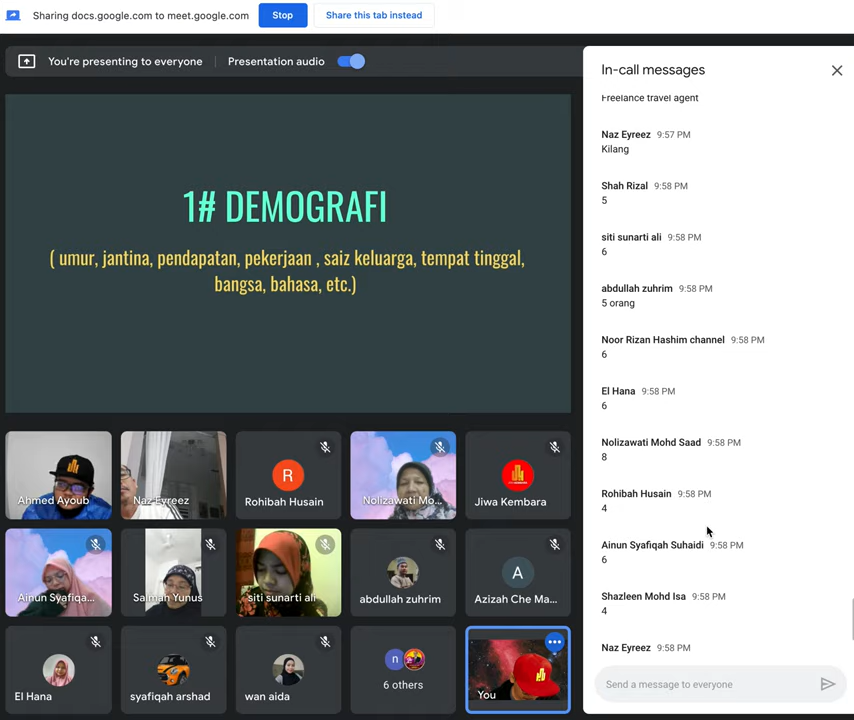 Sharing docs.google.com to meet.google.com
Stop
Share this tab instead
You're presenting to everyone
Presentation audio
1# DEMOGRAFI
( umur, jantina, pendapatan, pekerjaan , saiz keluarga, tempat tinggal,
bangsa, bahasa, etc.)
Ahmed Ayoub
Naz Eyreez
R
Rohibah Husain
Nolizawati Mo...
Jiwa Kembara
Ainun Syafiqa...
Salmah Yunus
siti sunarti ali
abdullah zuhrim
A
Azizah Che Ma...
El Hana
syafiqah arshad
wan aida
n
6 others
You
In-call messages
Freelance travel agent
Naz Eyreez 9:57 PM
Kilang
Shah Rizal 9:58 PM
5
siti sunarti ali 9:58 PM
6
abdullah zuhrim 9:58 PM
5 orang
Noor Rizan Hashim channel 9:58 PM
6
El Hana 9:58 PM
6
Nolizawati Mohd Saad 9:58 PM
8
Rohibah Husain 9:58 PM
4
Ainun Syafiqah Suhaidi 9:58 PM
6
Shazleen Mohd Isa 9:58 PM
4
Naz Eyreez 9:58 PM
Send a message to everyone